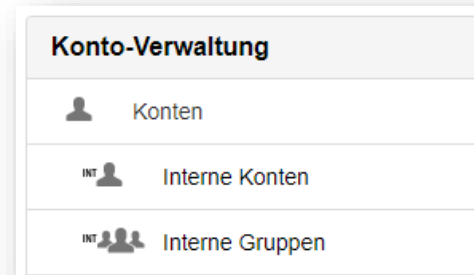 Konto-Verwaltung
Konten
INT Interne Konten
INT Interne Gruppen